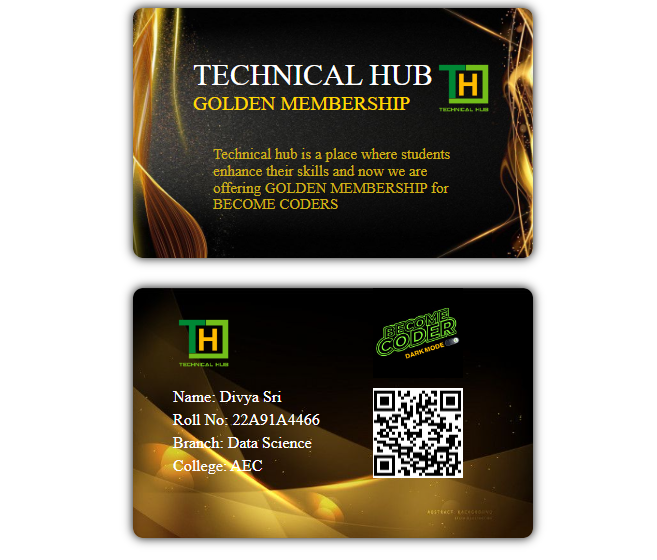 TECHNICAL HUB
GOLDEN MEMBERSHIP
TH
TECHNICAL HUB
Technical hub is a place where students
enhance their skills and now we are
offering GOLDEN MEMBERSHIP for
BECOME CODERS
TH
TECHNICAL HUB
BECOME
CODER
DARK MODE
Name: Divya Sri
Roll No: 22A91A4466
Branch: Data Science
College: AEC
ABSTRACT BACKGROUND